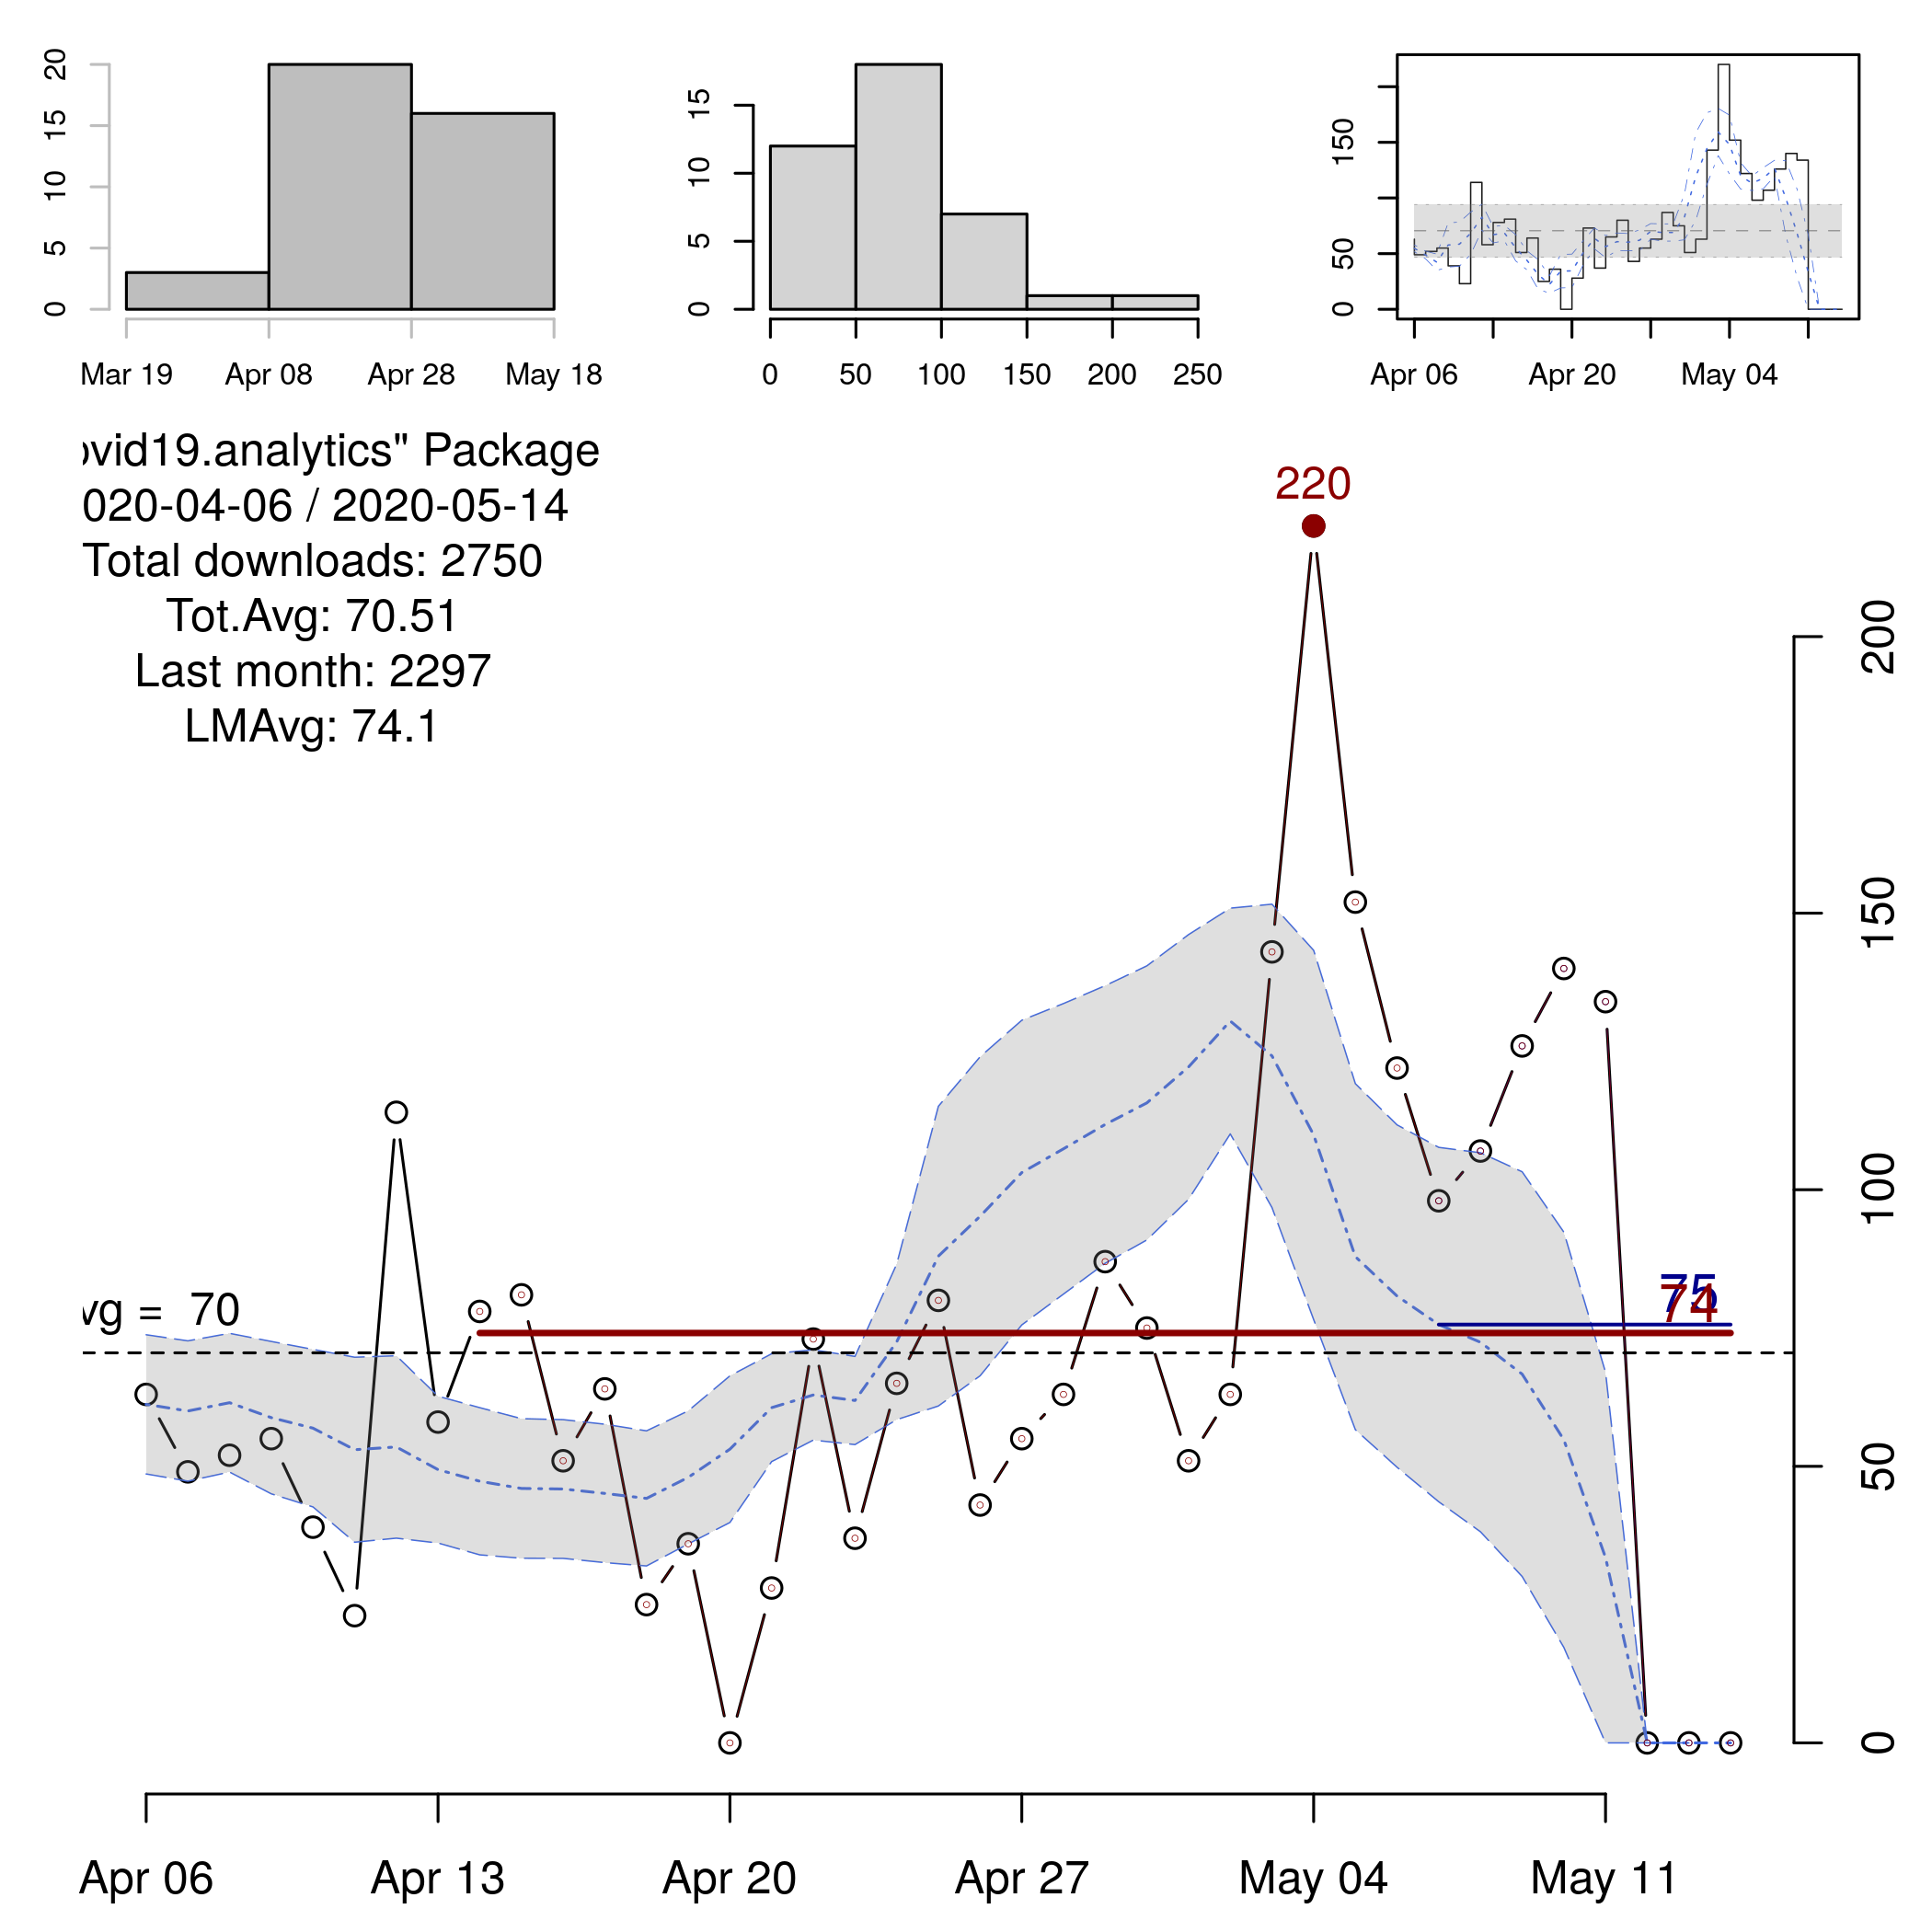 20
15
10
5
0
Mar 19 Apr 08 Apr 28 May 18
15
10
5
0
0 50 100 150 200 250
150
50
0
Apr 06 Apr 20 May 04
ovid19.analytics" Package
020-04-06 / 2020-05-14
Total downloads: 2750
Tot.Avg: 70.51
Last month: 2297
LMAvg: 74.1
220
vg = 70
75
74
200
150
100
50
0
Apr 06 Apr 13 Apr 20 Apr 27 May 04 May 11